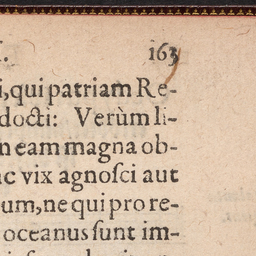 I. 163
i, qui patriam Re-
docti: Verùm li-
n eam magna ob-
c vix agnoſci aut
um, ne qui pro re-
oceanus ſunt im-